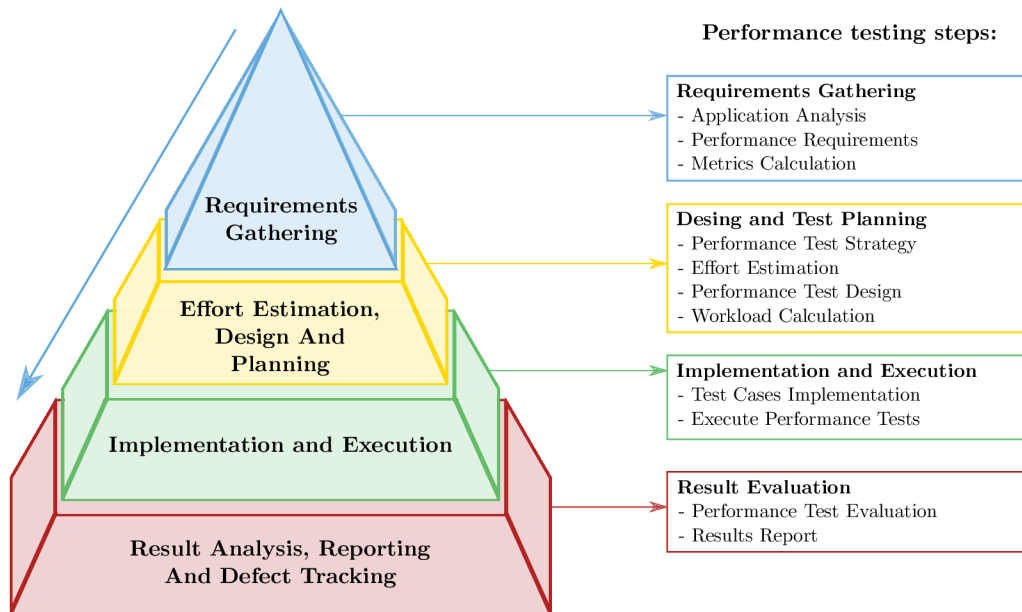 Performance testing steps:
Requirements
Gathering
Effort Estimation,
Design And
Planning
Implementation and Execution
Result Analysis, Reporting
And Defect Tracking
Requirements Gathering
- Application Analysis
- Performance Requirements
- Metrics Calculation
Desing and Test Planning
- Performance Test Strategy
- Effort Estimation
- Performance Test Design
- Workload Calculation
Implementation and Execution
- Test Cases Implementation
- Execute Performance Tests
Result Evaluation
- Performance Test Evaluation
- Results Report